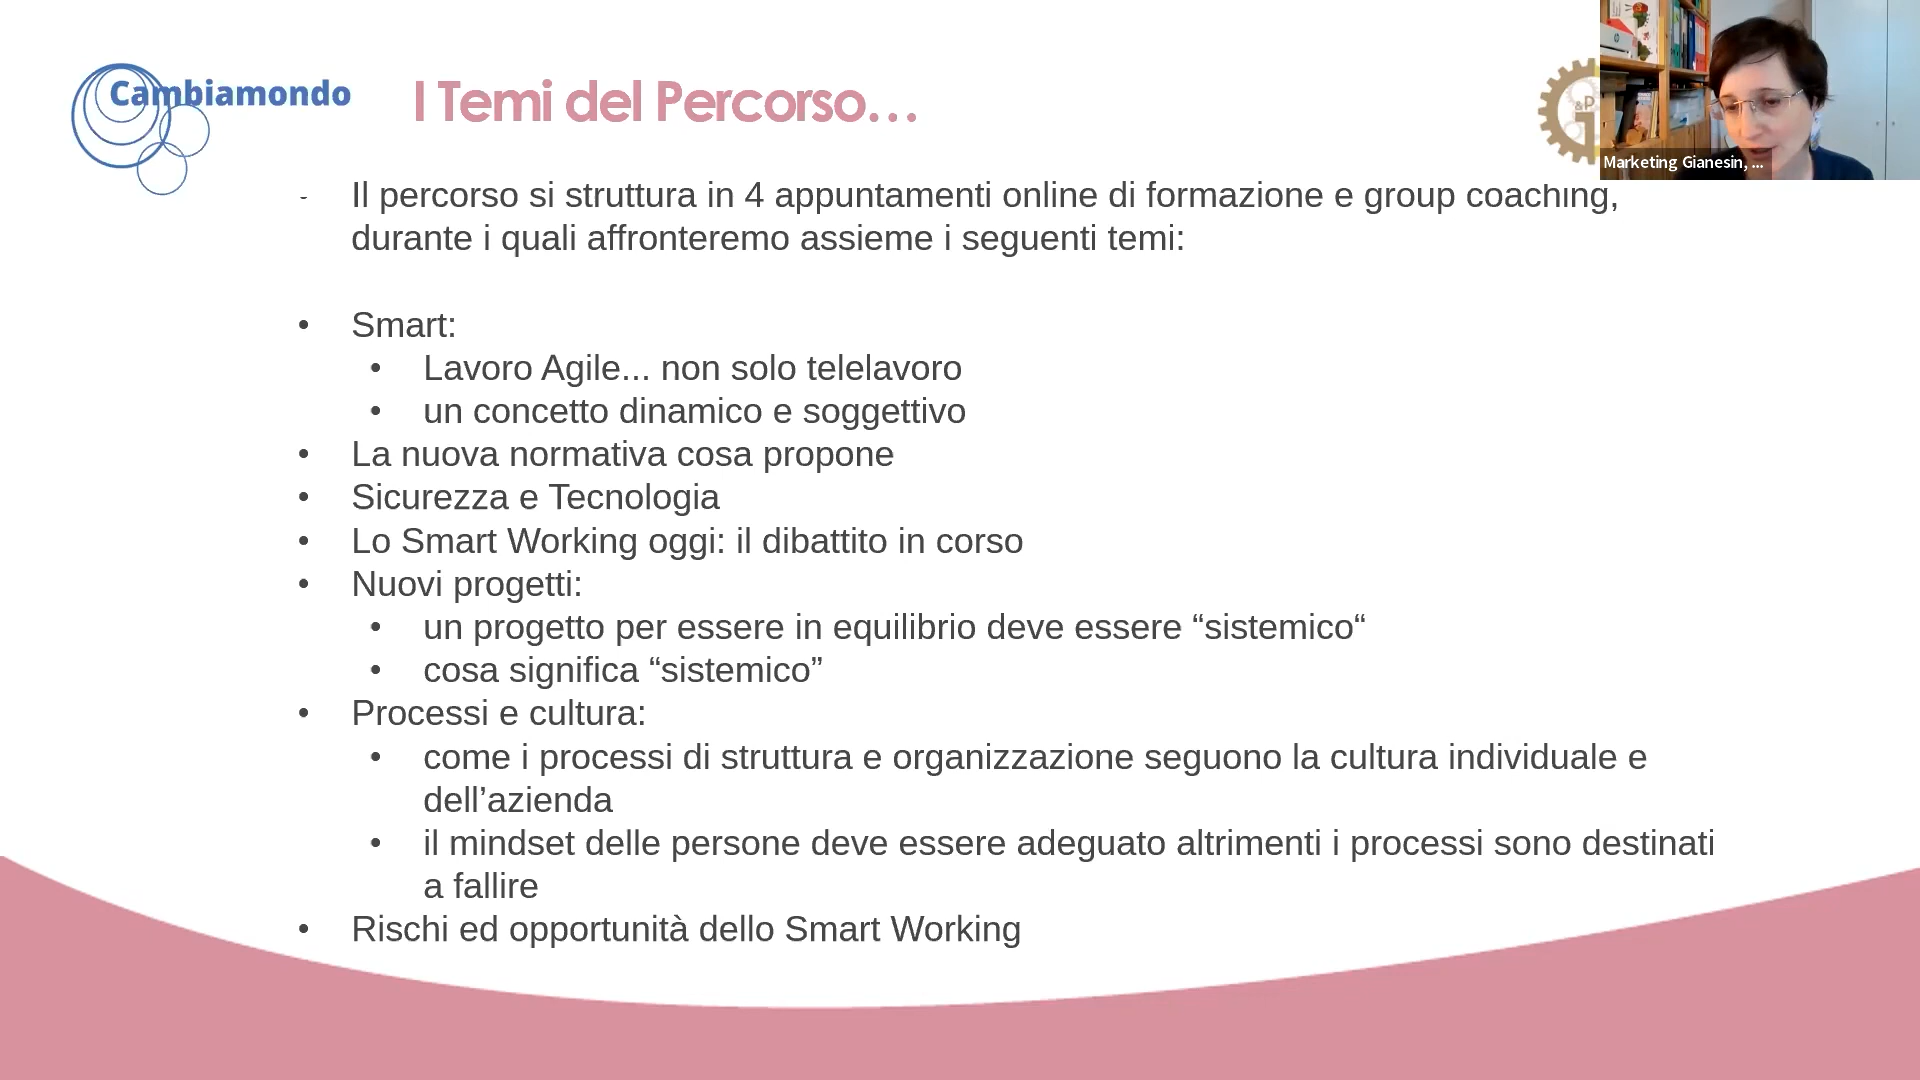 Cambiamondo
I Temi del Percorso…
&P
Marketing Gianesin, ...
- Il percorso si struttura in 4 appuntamenti online di formazione e group coaching,
durante i quali affronteremo assieme i seguenti temi:
• Smart:
• Lavoro Agile... non solo telelavoro
• un concetto dinamico e soggettivo
• La nuova normativa cosa propone
• Sicurezza e Tecnologia
• Lo Smart Working oggi: il dibattito in corso
• Nuovi progetti:
• un progetto per essere in equilibrio deve essere “sistemico“
• cosa significa “sistemico”
• Processi e cultura:
• come i processi di struttura e organizzazione seguono la cultura individuale e
dell’azienda
• il mindset delle persone deve essere adeguato altrimenti i processi sono destinati
a fallire
• Rischi ed opportunità dello Smart Working